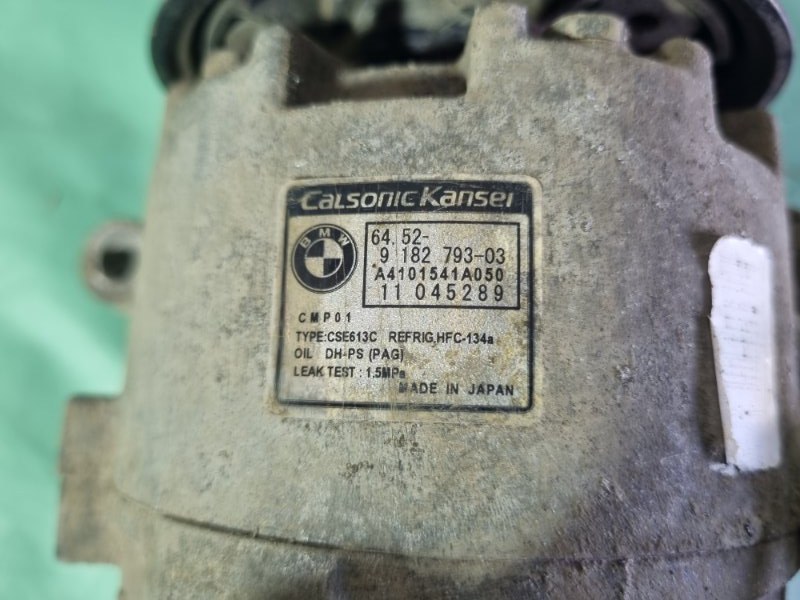 Calsonic Kansei
BMW
64.52-
9 182 793-03
A4101541A050
11 045289
CMP01
TYPE:CSE613C REFRIG,HFC-134a
OIL DH-PS (PAG)
LEAK TEST : 1.5MPa
MADE IN JAPAN